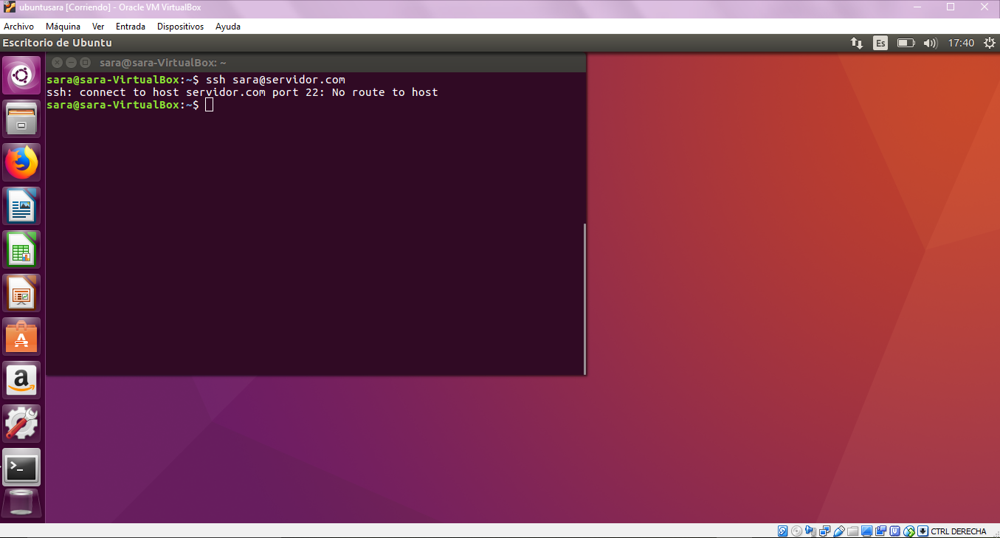 ubuntusara [Corriendo] - Oracle VM VirtualBox
Archivo Máquina Ver Entrada Dispositivos Ayuda
Escritorio de Ubuntu Es 17:40
sara@sara-VirtualBox: ~
sara@sara-VirtualBox:~$ ssh sara@servidor.com
ssh: connect to host servidor.com port 22: No route to host
sara@sara-VirtualBox:~$
CTRL DERECHA